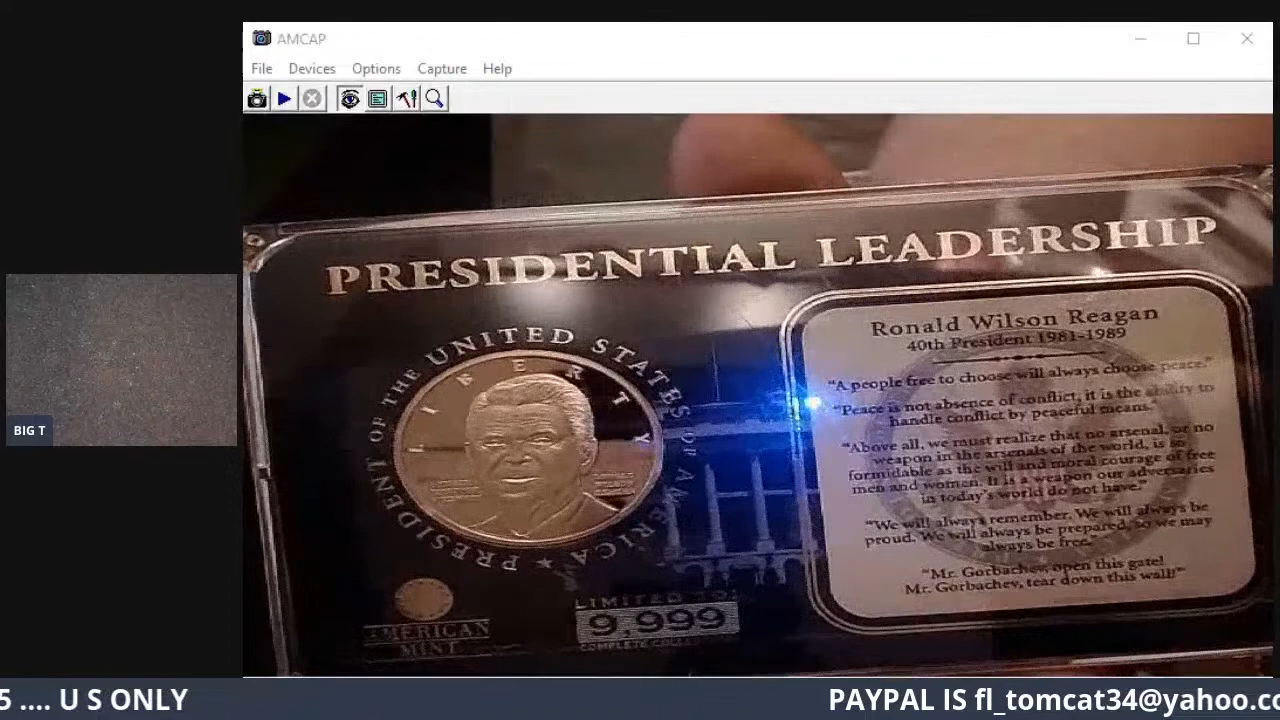 AMCAP
File Devices Options Capture Help
PRESIDENTIAL LEADERSHIP
PRESIDENT OF THE UNITED STATES OF AMERICA ★
L I B E R T Y
AMERICAN
MINT
LIMITED TO:
9,999
COMPLETE
Ronald Wilson Reagan
40th President 1981-1989
"A people free to choose will always choose peace."
"Peace is not absence of conflict, it is the ability to
handle conflict by peaceful means."
"Above all, we must realize that no arsenal, or no
weapon in the arsenals of the world, is so
formidable as the will and moral courage of free
men and women. It is a weapon our adversaries
in today's world do not have."
"We will always remember. We will always be
proud. We will always be prepared, so we may
always be free."
"Mr. Gorbachev, open this gate!
Mr. Gorbachev, tear down this wall!"
BIG T
5 .... U S ONLY
PAYPAL IS fl_tomcat34@yahoo.co